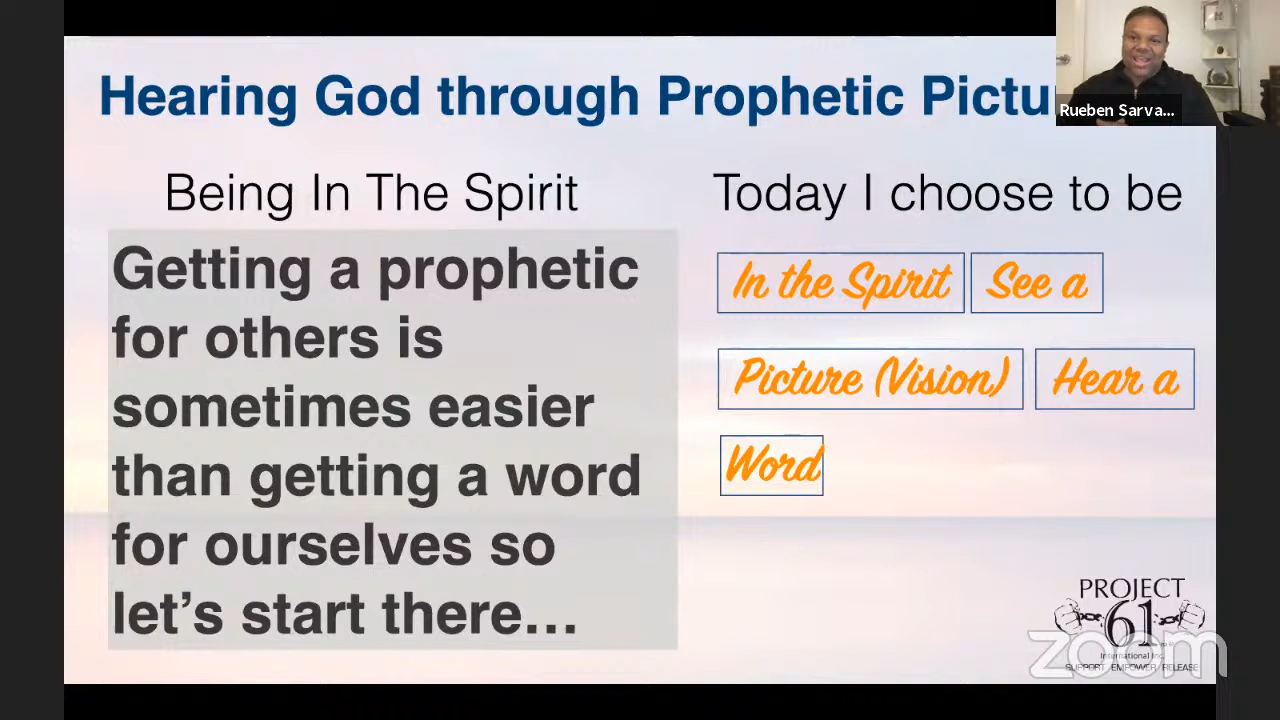 Hearing God through Prophetic Pictu
Rueben Sarva...
Being In The Spirit
Getting a prophetic
for others is
sometimes easier
than getting a word
for ourselves so
let's start there...
Today I choose to be
In the Spirit See a
Picture (Vision) Hear a
Word
PROJECT
61
International Inc.
SUPPORT EMPOWER RELEASE
zoom